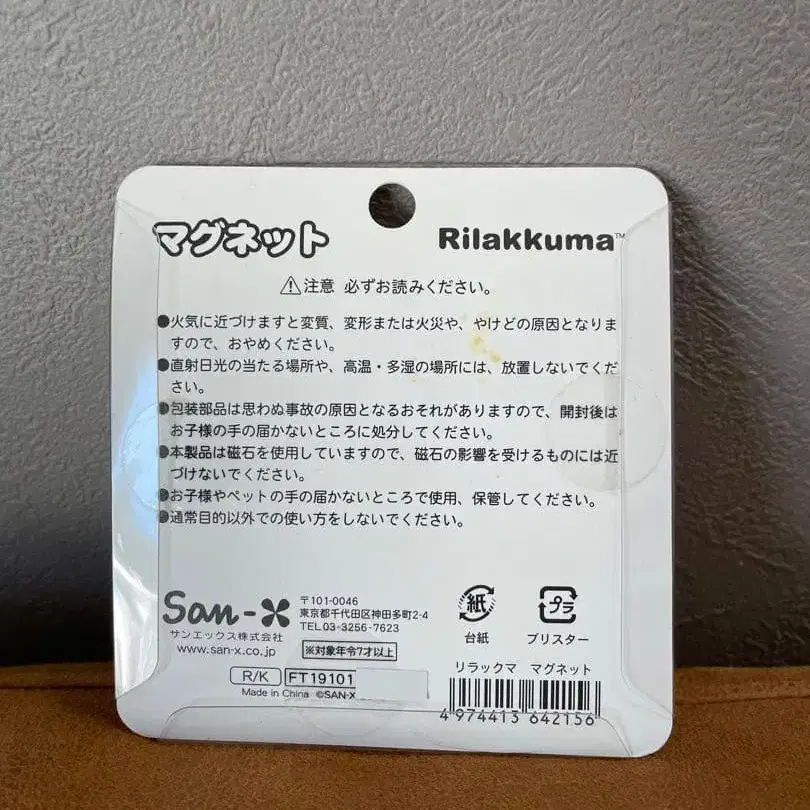 マグネット
Rilakkuma™
⚠注意 必ずお読みください。
●火気に近づけますと変質、変形または火災や、やけどの原因となりま
すので、おやめください。
●直射日光の当たる場所や、高温・多湿の場所には、放置しないでくだ
さい。
●包装部品は思わぬ事故の原因となるおそれがありますので、開封後は
お子様の手の届かないところに処分してください。
●本製品は磁石を使用していますので、磁石の影響を受けるものには近
づけないでください。
●お子様やペットの手の届かないところで使用、保管してください。
●通常目的以外での使い方をしないでください。
San-X
サンエックス株式会社
www.san-x.co.jp
〒101-0046
東京都千代田区神田多町2-4
TEL03-3256-7623
※対象年令7才以上
R/K
FT19101
Made in China ©SAN-X
紙
台紙
プラ
ブリスター
リラックマ マグネット
4 974413 642156